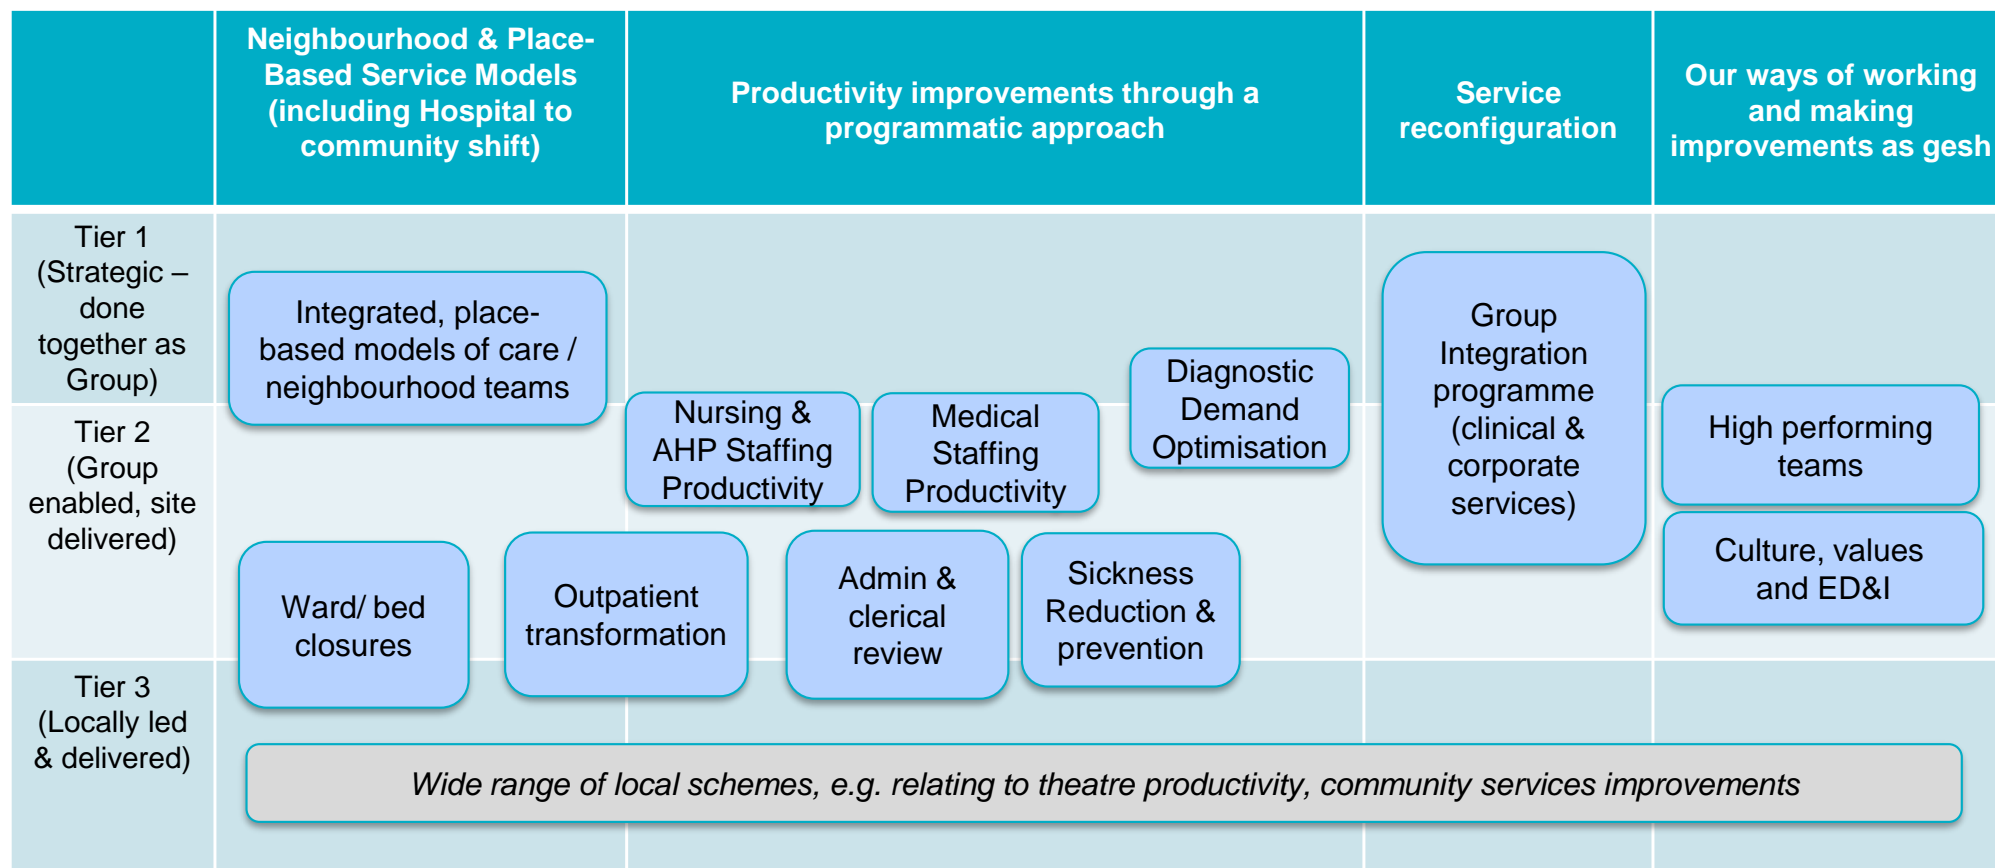 Neighbourhood & Place-
Based Service Models
(including Hospital to
community shift)
Productivity improvements through a
programmatic approach
Service
reconfiguration
Our ways of working
and making
improvements as gesh
Tier 1
(Strategic –
done
together as
Group)
Integrated, place-
based models of care /
neighbourhood teams
Diagnostic
Demand
Optimisation
Group
Integration
programme
(clinical &
corporate
services)
Tier 2
(Group
enabled, site
delivered)
Nursing &
AHP Staffing
Productivity
Medical
Staffing
Productivity
High performing
teams
Ward/ bed
closures
Outpatient
transformation
Admin &
clerical
review
Sickness
Reduction &
prevention
Culture, values
and ED&I
Tier 3
(Locally led
& delivered)
Wide range of local schemes, e.g. relating to theatre productivity, community services improvements